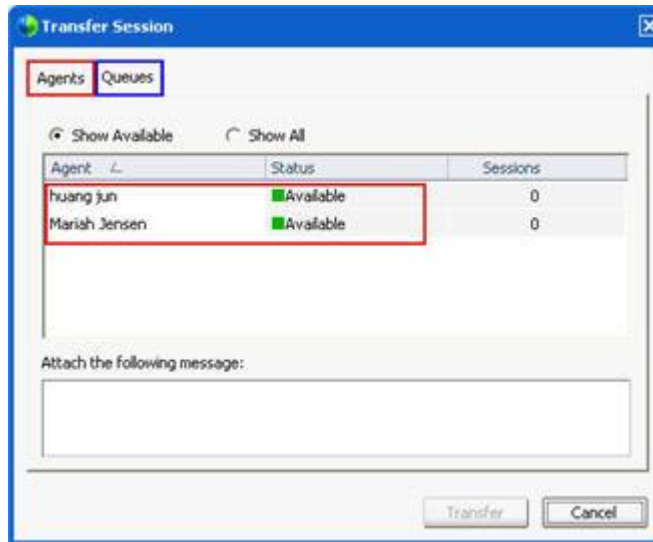 Transfer Session
Agents Queues
Show Available Show All
Agent Status Sessions
huang jun Available 0
Mariah Jensen Available 0
Attach the following message:
Transfer Cancel